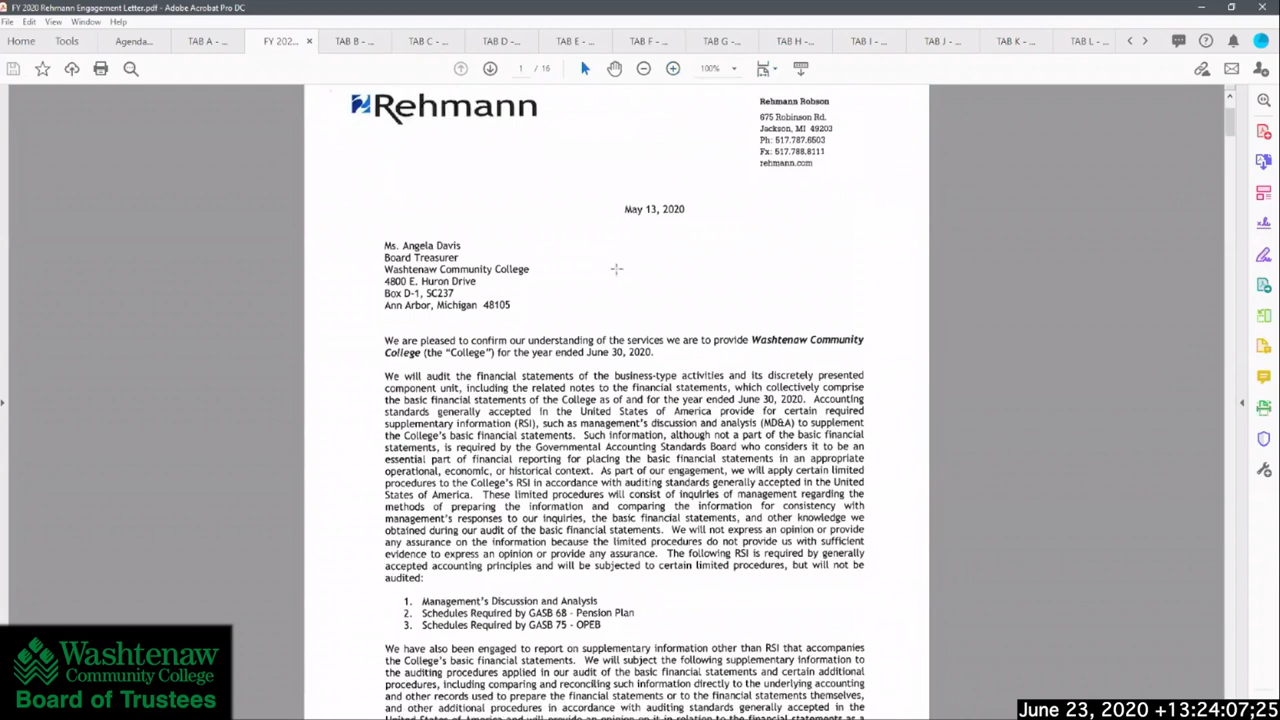 FY 2020 Rehmann Engagement Letter.pdf - Adobe Acrobat Pro DC
File Edit View Window Help
Home Tools Agenda... TAB A - ... FY 202... × TAB B - ... TAB C - ... TAB D -... TAB E - ... TAB F - ... TAB G -... TAB H - ... TAB I - ... TAB J - ... TAB K - ... TAB L - ...
1 / 16 100%
Rehmann
Rehmann Robson
675 Robinson Rd.
Jackson, MI 49203
Ph: 517.787.6503
Fx: 517.788.8111
rehmann.com
May 13, 2020
Ms. Angela Davis
Board Treasurer
Washtenaw Community College
4800 E. Huron Drive
Box D-1, SC237
Ann Arbor, Michigan 48105
We are pleased to confirm our understanding of the services we are to provide Washtenaw Community
College (the “College”) for the year ended June 30, 2020.
We will audit the financial statements of the business-type activities and its discretely presented
component unit, including the related notes to the financial statements, which collectively comprise
the basic financial statements of the College as of and for the year ended June 30, 2020. Accounting
standards generally accepted in the United States of America provide for certain required
supplementary information (RSI), such as management’s discussion and analysis (MD&A) to supplement
the College’s basic financial statements. Such information, although not a part of the basic financial
statements, is required by the Governmental Accounting Standards Board who considers it to be an
essential part of financial reporting for placing the basic financial statements in an appropriate
operational, economic, or historical context. As part of our engagement, we will apply certain limited
procedures to the College’s RSI in accordance with auditing standards generally accepted in the United
States of America. These limited procedures will consist of inquiries of management regarding the
methods of preparing the information and comparing the information for consistency with
management’s responses to our inquiries, the basic financial statements, and other knowledge we
obtained during our audit of the basic financial statements. We will not express an opinion or provide
any assurance on the information because the limited procedures do not provide us with sufficient
evidence to express an opinion or provide any assurance. The following RSI is required by generally
accepted accounting principles and will be subjected to certain limited procedures, but will not be
audited:
1. Management’s Discussion and Analysis
2. Schedules Required by GASB 68 - Pension Plan
3. Schedules Required by GASB 75 - OPEB
We have also been engaged to report on supplementary information other than RSI that accompanies
the College’s basic financial statements. We will subject the following supplementary information to
the auditing procedures applied in our audit of the basic financial statements and certain additional
procedures, including comparing and reconciling such information directly to the underlying accounting
and other records used to prepare the financial statements or to the financial statements themselves,
and other additional procedures in accordance with auditing standards generally accepted in the
Washtenaw
Community College
Board of Trustees
June 23, 2020 +13:24:07;25